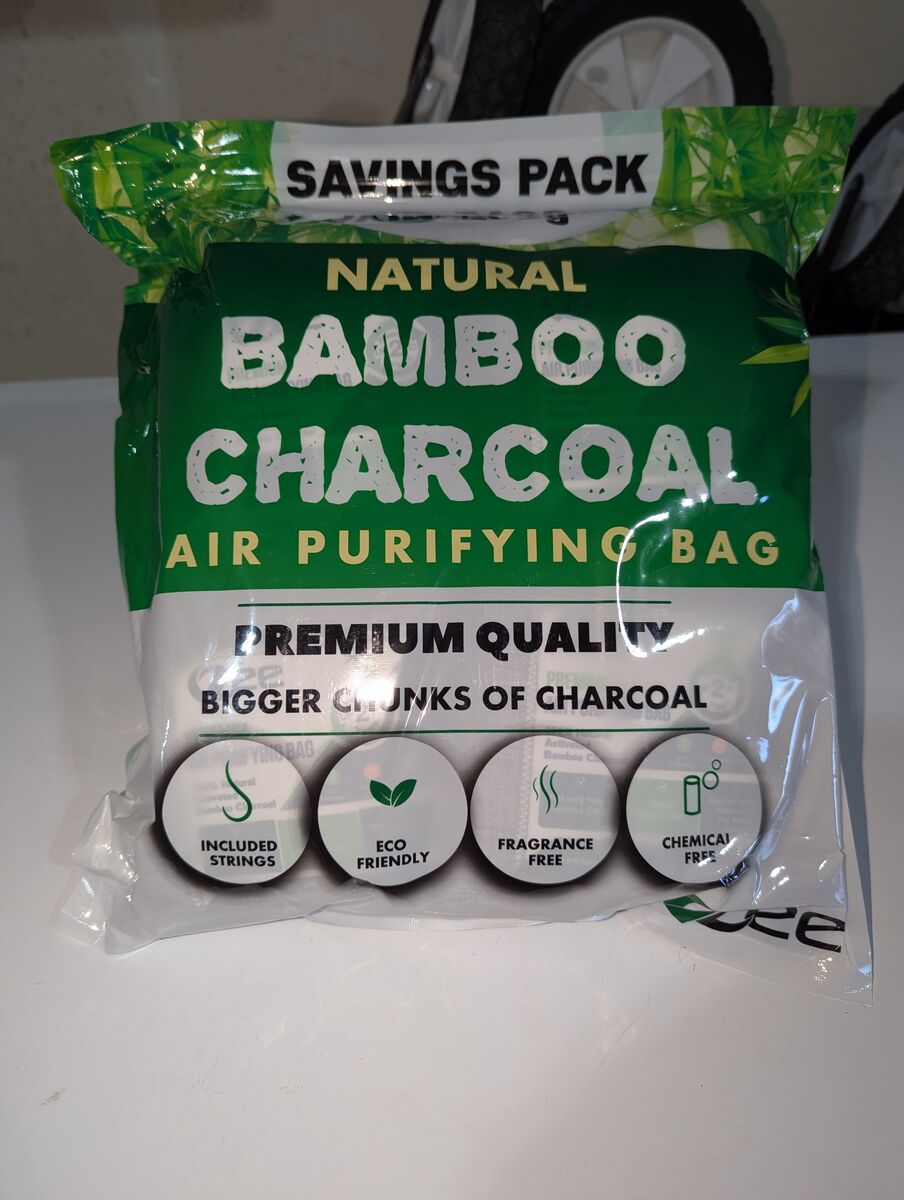 SAVINGS PACK
NATURAL
BAMBOO
CHARCOAL
AIR PURIFYING BAG
PREMIUM QUALITY
BIGGER CHUNKS OF CHARCOAL
INCLUDED
STRINGS
ECO
FRIENDLY
FRAGRANCE
FREE
CHEMICAL
FREE